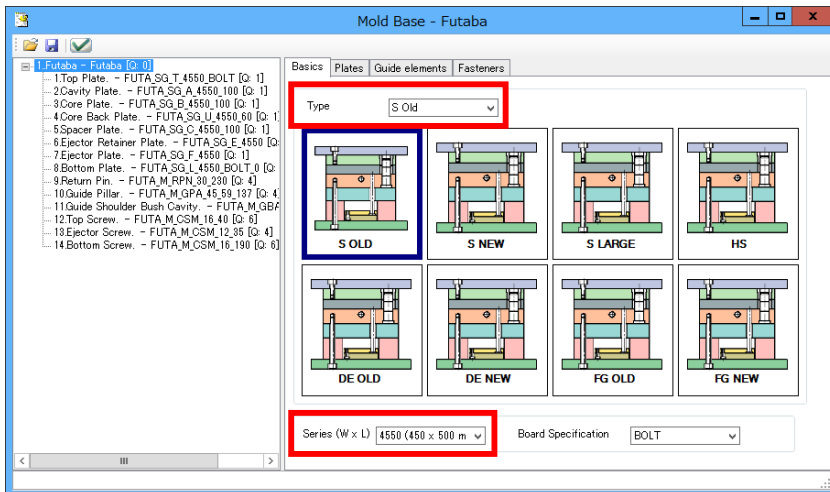 Mold Base - Futaba
1.Futaba - Futaba [Q: 0]
1.Top Plate. - FUTA_SG_T_4550_BOLT [Q: 1]
2.Cavity Plate. - FUTA_SG_A_4550_100 [Q: 1]
3.Core Plate. - FUTA_SG_B_4550_100 [Q: 1]
4.Core Back Plate. - FUTA_SG_U_4550_60 [Q: 1
5.Spacer Plate. - FUTA_SG_C_4550_100 [Q: 1]
6.Ejector Retainer Plate. - FUTA_SG_E_4550 [Q:
7.Ejector Plate. - FUTA_SG_F_4550 [Q: 1]
8.Bottom Plate. - FUTA_SG_L_4550_BOLT_0 [Q:
9.Return Pin. - FUTA_M_RPN_30_230 [Q: 4]
10.Guide Pillar. - FUTA_M_GPA_45_59_137 [Q: 4
11.Guide Shoulder Bush Cavity. - FUTA_M_GBA
12.Top Screw. - FUTA_M_CSM_16_40 [Q: 6]
13.Ejector Screw. - FUTA_M_CSM_12_35 [Q: 4]
14.Bottom Screw. - FUTA_M_CSM_16_190 [Q: 6]
Basics Plates Guide elements Fasteners
Type S Old
S OLD S NEW S LARGE HS
DE OLD DE NEW FG OLD FG NEW
Series (W x L) 4550 (450 x 500 m Board Specification BOLT